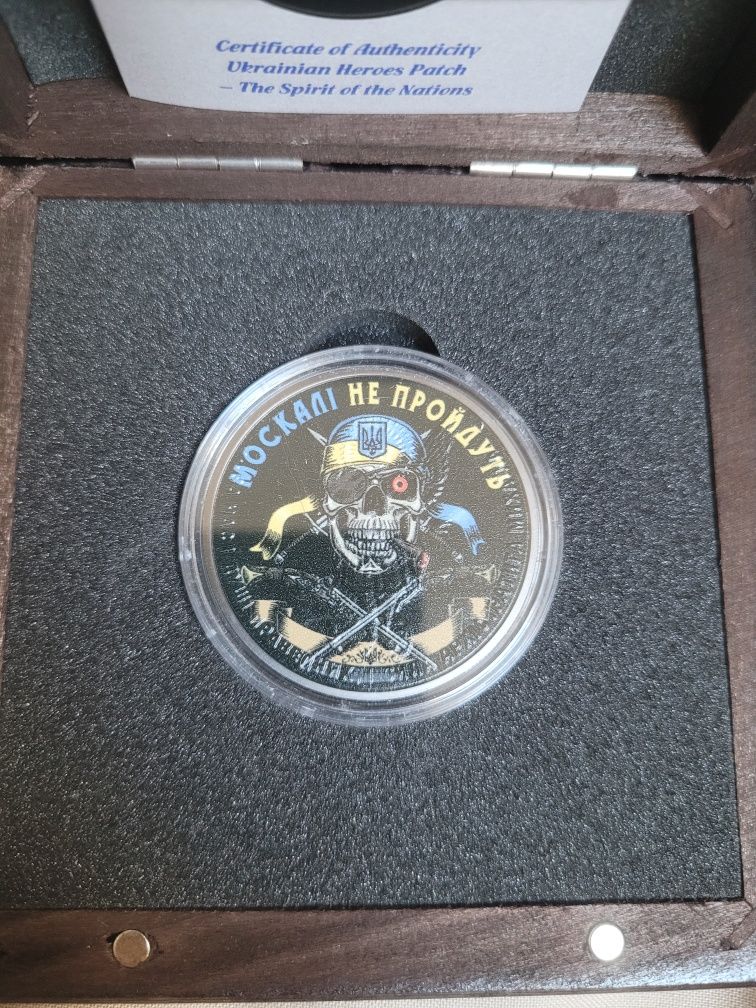 Certificate of Authenticity
Ukrainian Heroes Patch
– The Spirit of the Nations
МОСКАЛІ НЕ ПРОЙДУТЬ